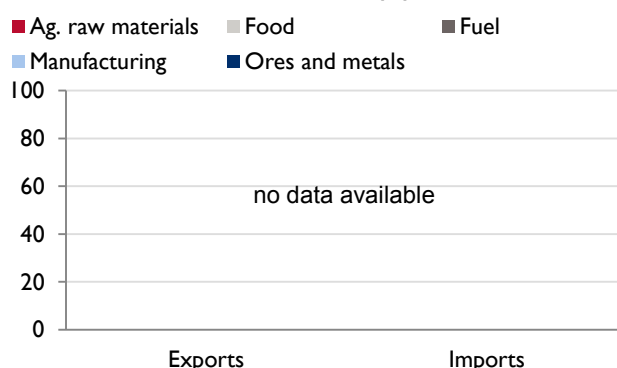 Ag. raw materials Food Fuel
Manufacturing Ores and metals
100
80
60
no data available
40
20
0
Exports Imports